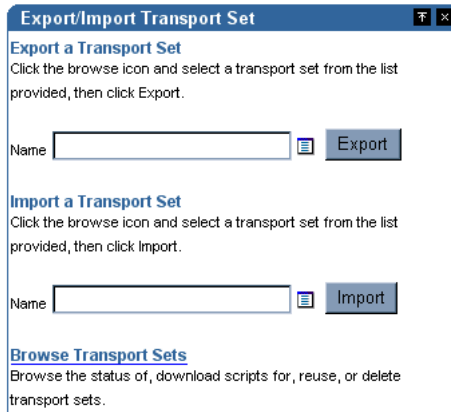 Export/Import Transport Set
Export a Transport Set
Click the browse icon and select a transport set from the list
provided, then click Export.
Name
Export
Import a Transport Set
Click the browse icon and select a transport set from the list
provided, then click Import.
Name
Import
Browse Transport Sets
Browse the status of, download scripts for, reuse, or delete
transport sets.